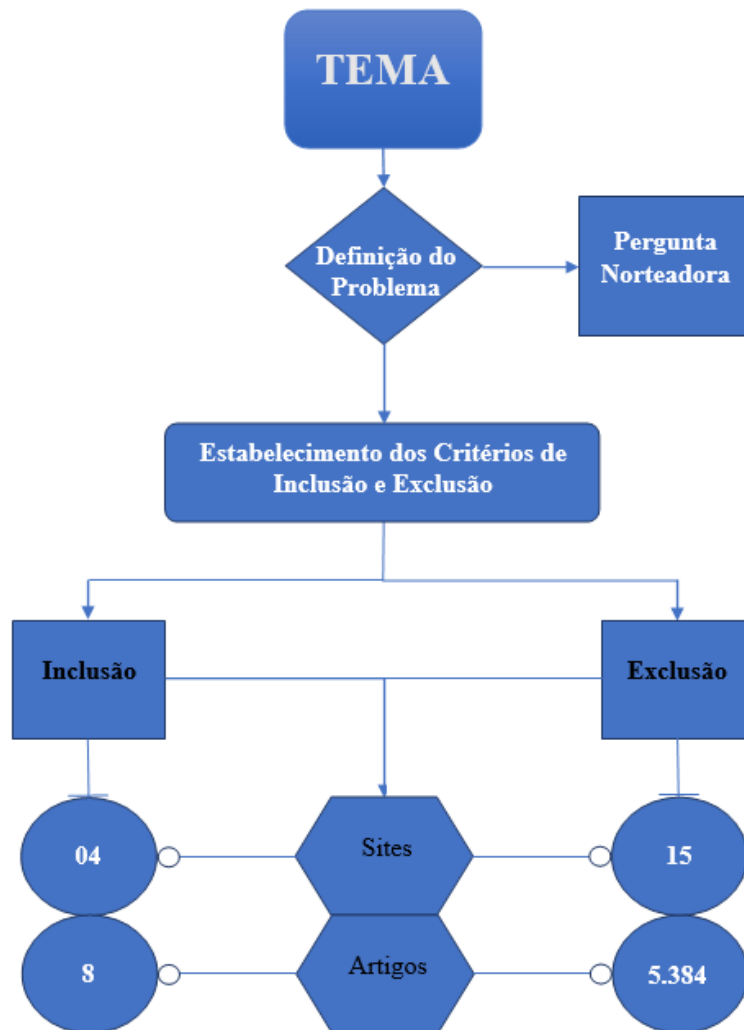 TEMA
Definição do
Problema
Pergunta
Norteadora
Estabelecimento dos Critérios de
Inclusão e Exclusão
Inclusão
Exclusão
04
Sites
15
8
Artigos
5.384